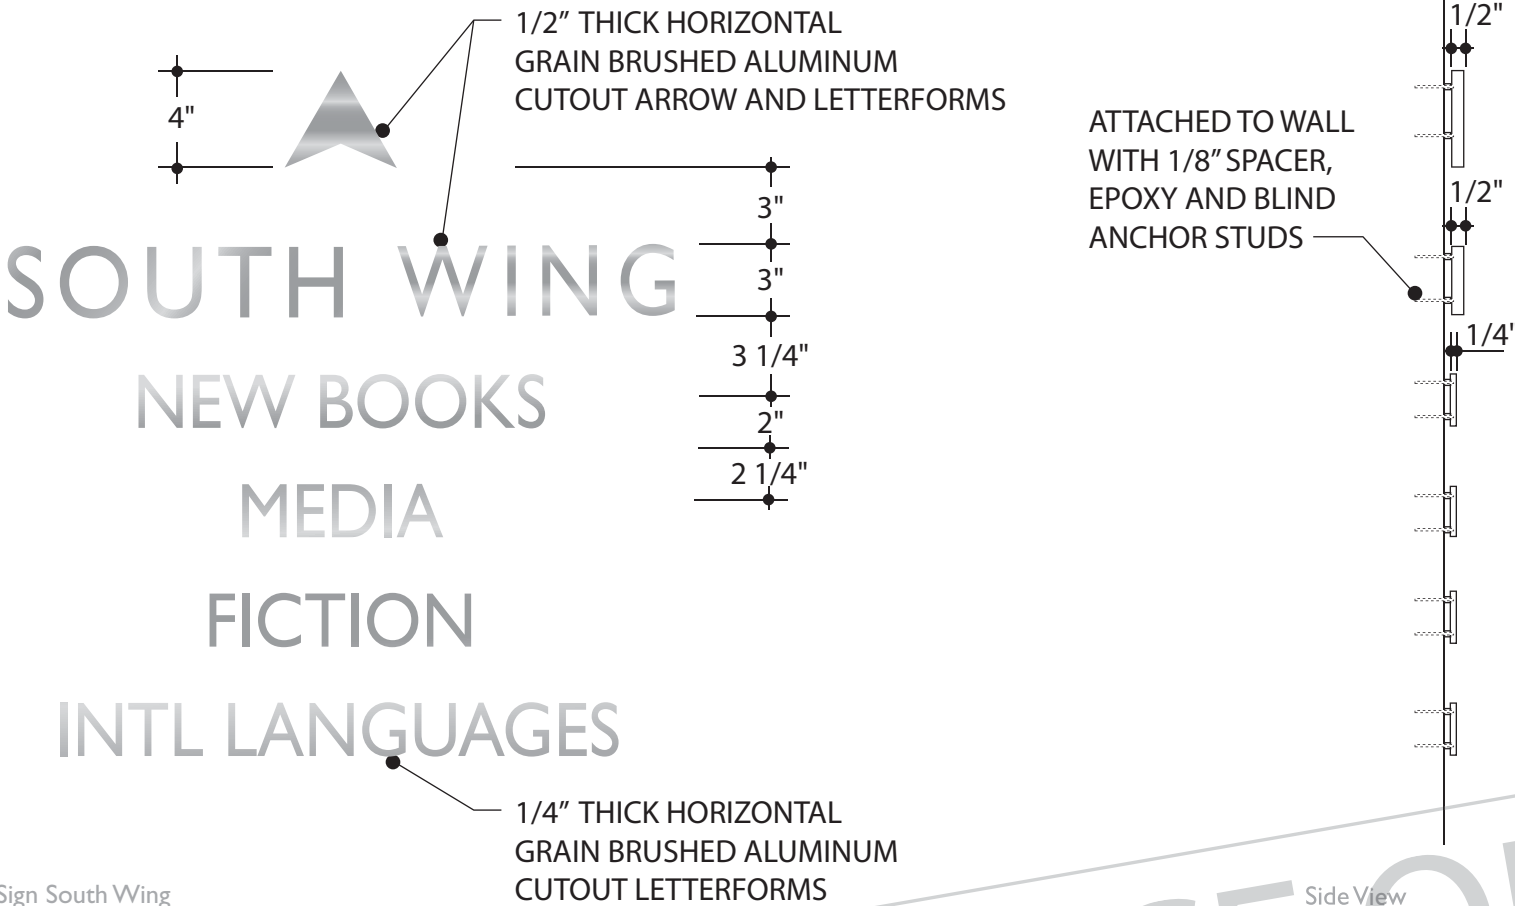 1/2” THICK HORIZONTAL
GRAIN BRUSHED ALUMINUM
CUTOUT ARROW AND LETTERFORMS
4"
3"
3"
3 1/4"
2"
2 1/4"
SOUTH WING
NEW BOOKS
MEDIA
FICTION
INTL LANGUAGES
1/4” THICK HORIZONTAL
GRAIN BRUSHED ALUMINUM
CUTOUT LETTERFORMS
ATTACHED TO WALL
WITH 1/8” SPACER,
EPOXY AND BLIND
ANCHOR STUDS
1/2"
1/2"
1/4"
Sign South Wing
Side View